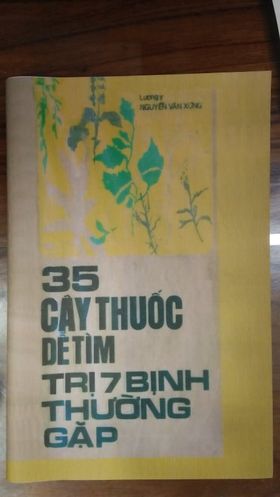 Lương y
NGUYỄN VĂN XỨNG
35
CÂY THUỐC
DỄ TÌM
TRỊ 7 BỊNH
THƯỜNG
GẶP